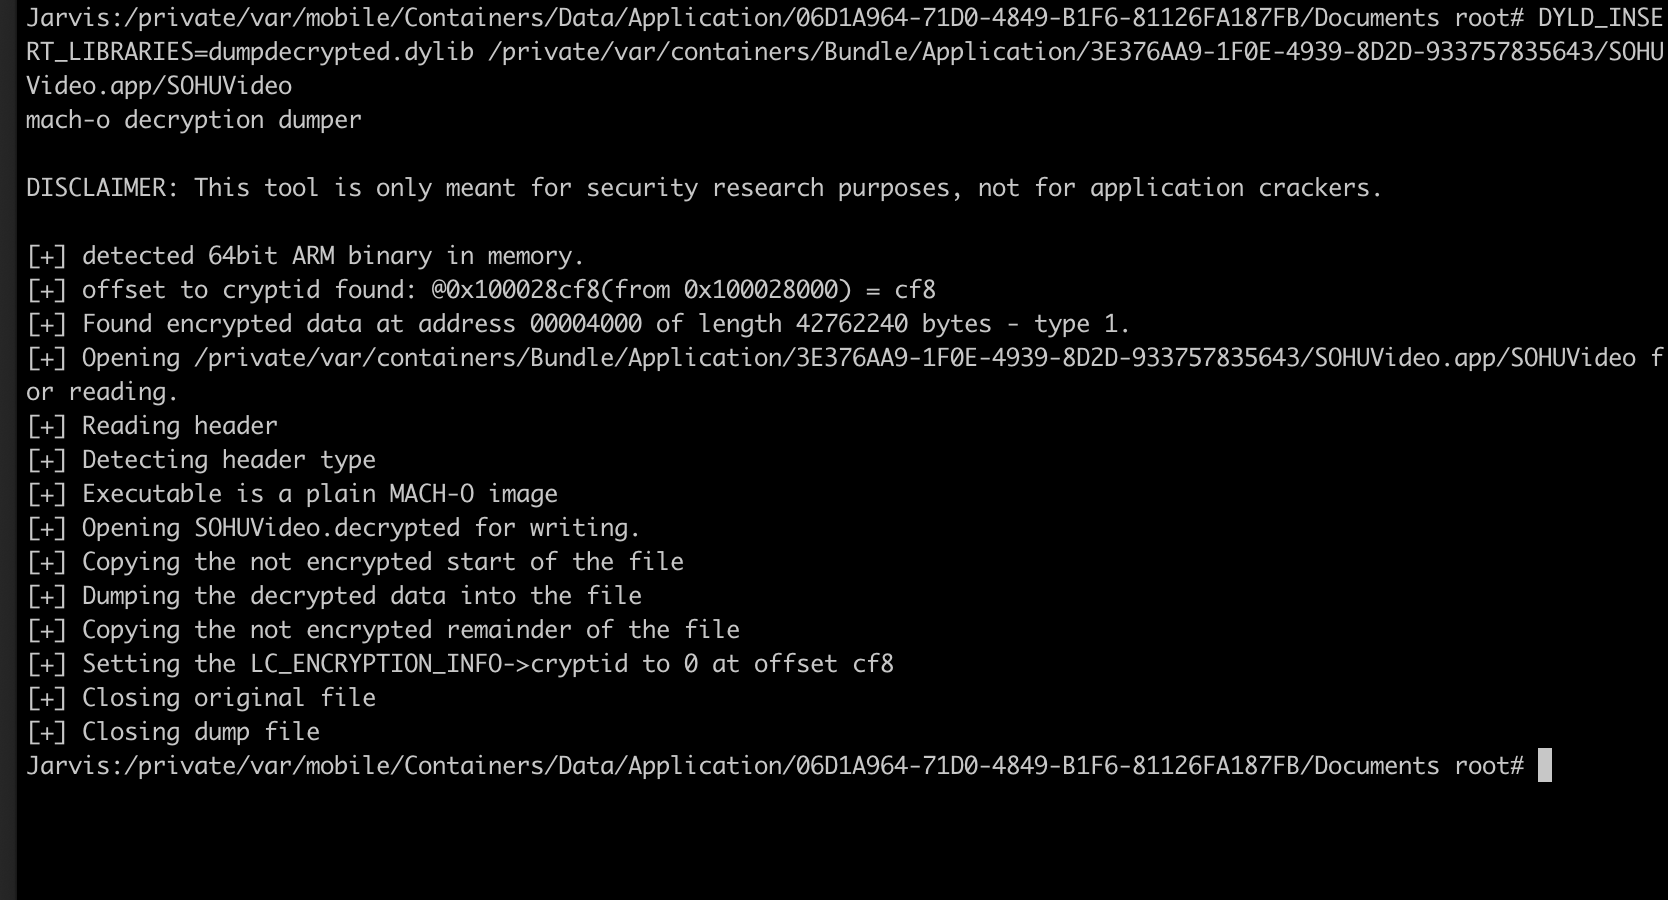 Jarvis:/private/var/mobile/Containers/Data/Application/06D1A964-71D0-4849-B1F6-81126FA187FB/Documents root# DYLD_INSE
RT_LIBRARIES=dumpdecrypted.dylib /private/var/containers/Bundle/Application/3E376AA9-1F0E-4939-8D2D-933757835643/SOHU
Video.app/SOHUVideo
mach-o decryption dumper

DISCLAIMER: This tool is only meant for security research purposes, not for application crackers.

[+] detected 64bit ARM binary in memory.
[+] offset to cryptid found: @0x100028cf8(from 0x100028000) = cf8
[+] Found encrypted data at address 00004000 of length 42762240 bytes - type 1.
[+] Opening /private/var/containers/Bundle/Application/3E376AA9-1F0E-4939-8D2D-933757835643/SOHUVideo.app/SOHUVideo f
or reading.
[+] Reading header
[+] Detecting header type
[+] Executable is a plain MACH-O image
[+] Opening SOHUVideo.decrypted for writing.
[+] Copying the not encrypted start of the file
[+] Dumping the decrypted data into the file
[+] Copying the not encrypted remainder of the file
[+] Setting the LC_ENCRYPTION_INFO->cryptid to 0 at offset cf8
[+] Closing original file
[+] Closing dump file
Jarvis:/private/var/mobile/Containers/Data/Application/06D1A964-71D0-4849-B1F6-81126FA187FB/Documents root#